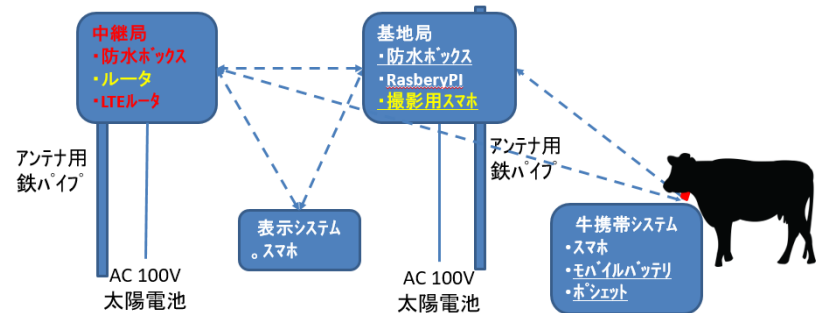 中継局
・防水ボックス
・ルータ
・LTEルータ
基地局
・防水ボックス
・RasberyPI
・撮影用スマホ
アンテナ用
鉄パイプ
アンテナ用
鉄パイプ
表示システム
。スマホ
牛携帯システム
・スマホ
・モバイルバッテリ
・ポシェット
AC 100V
太陽電池
AC 100V
太陽電池